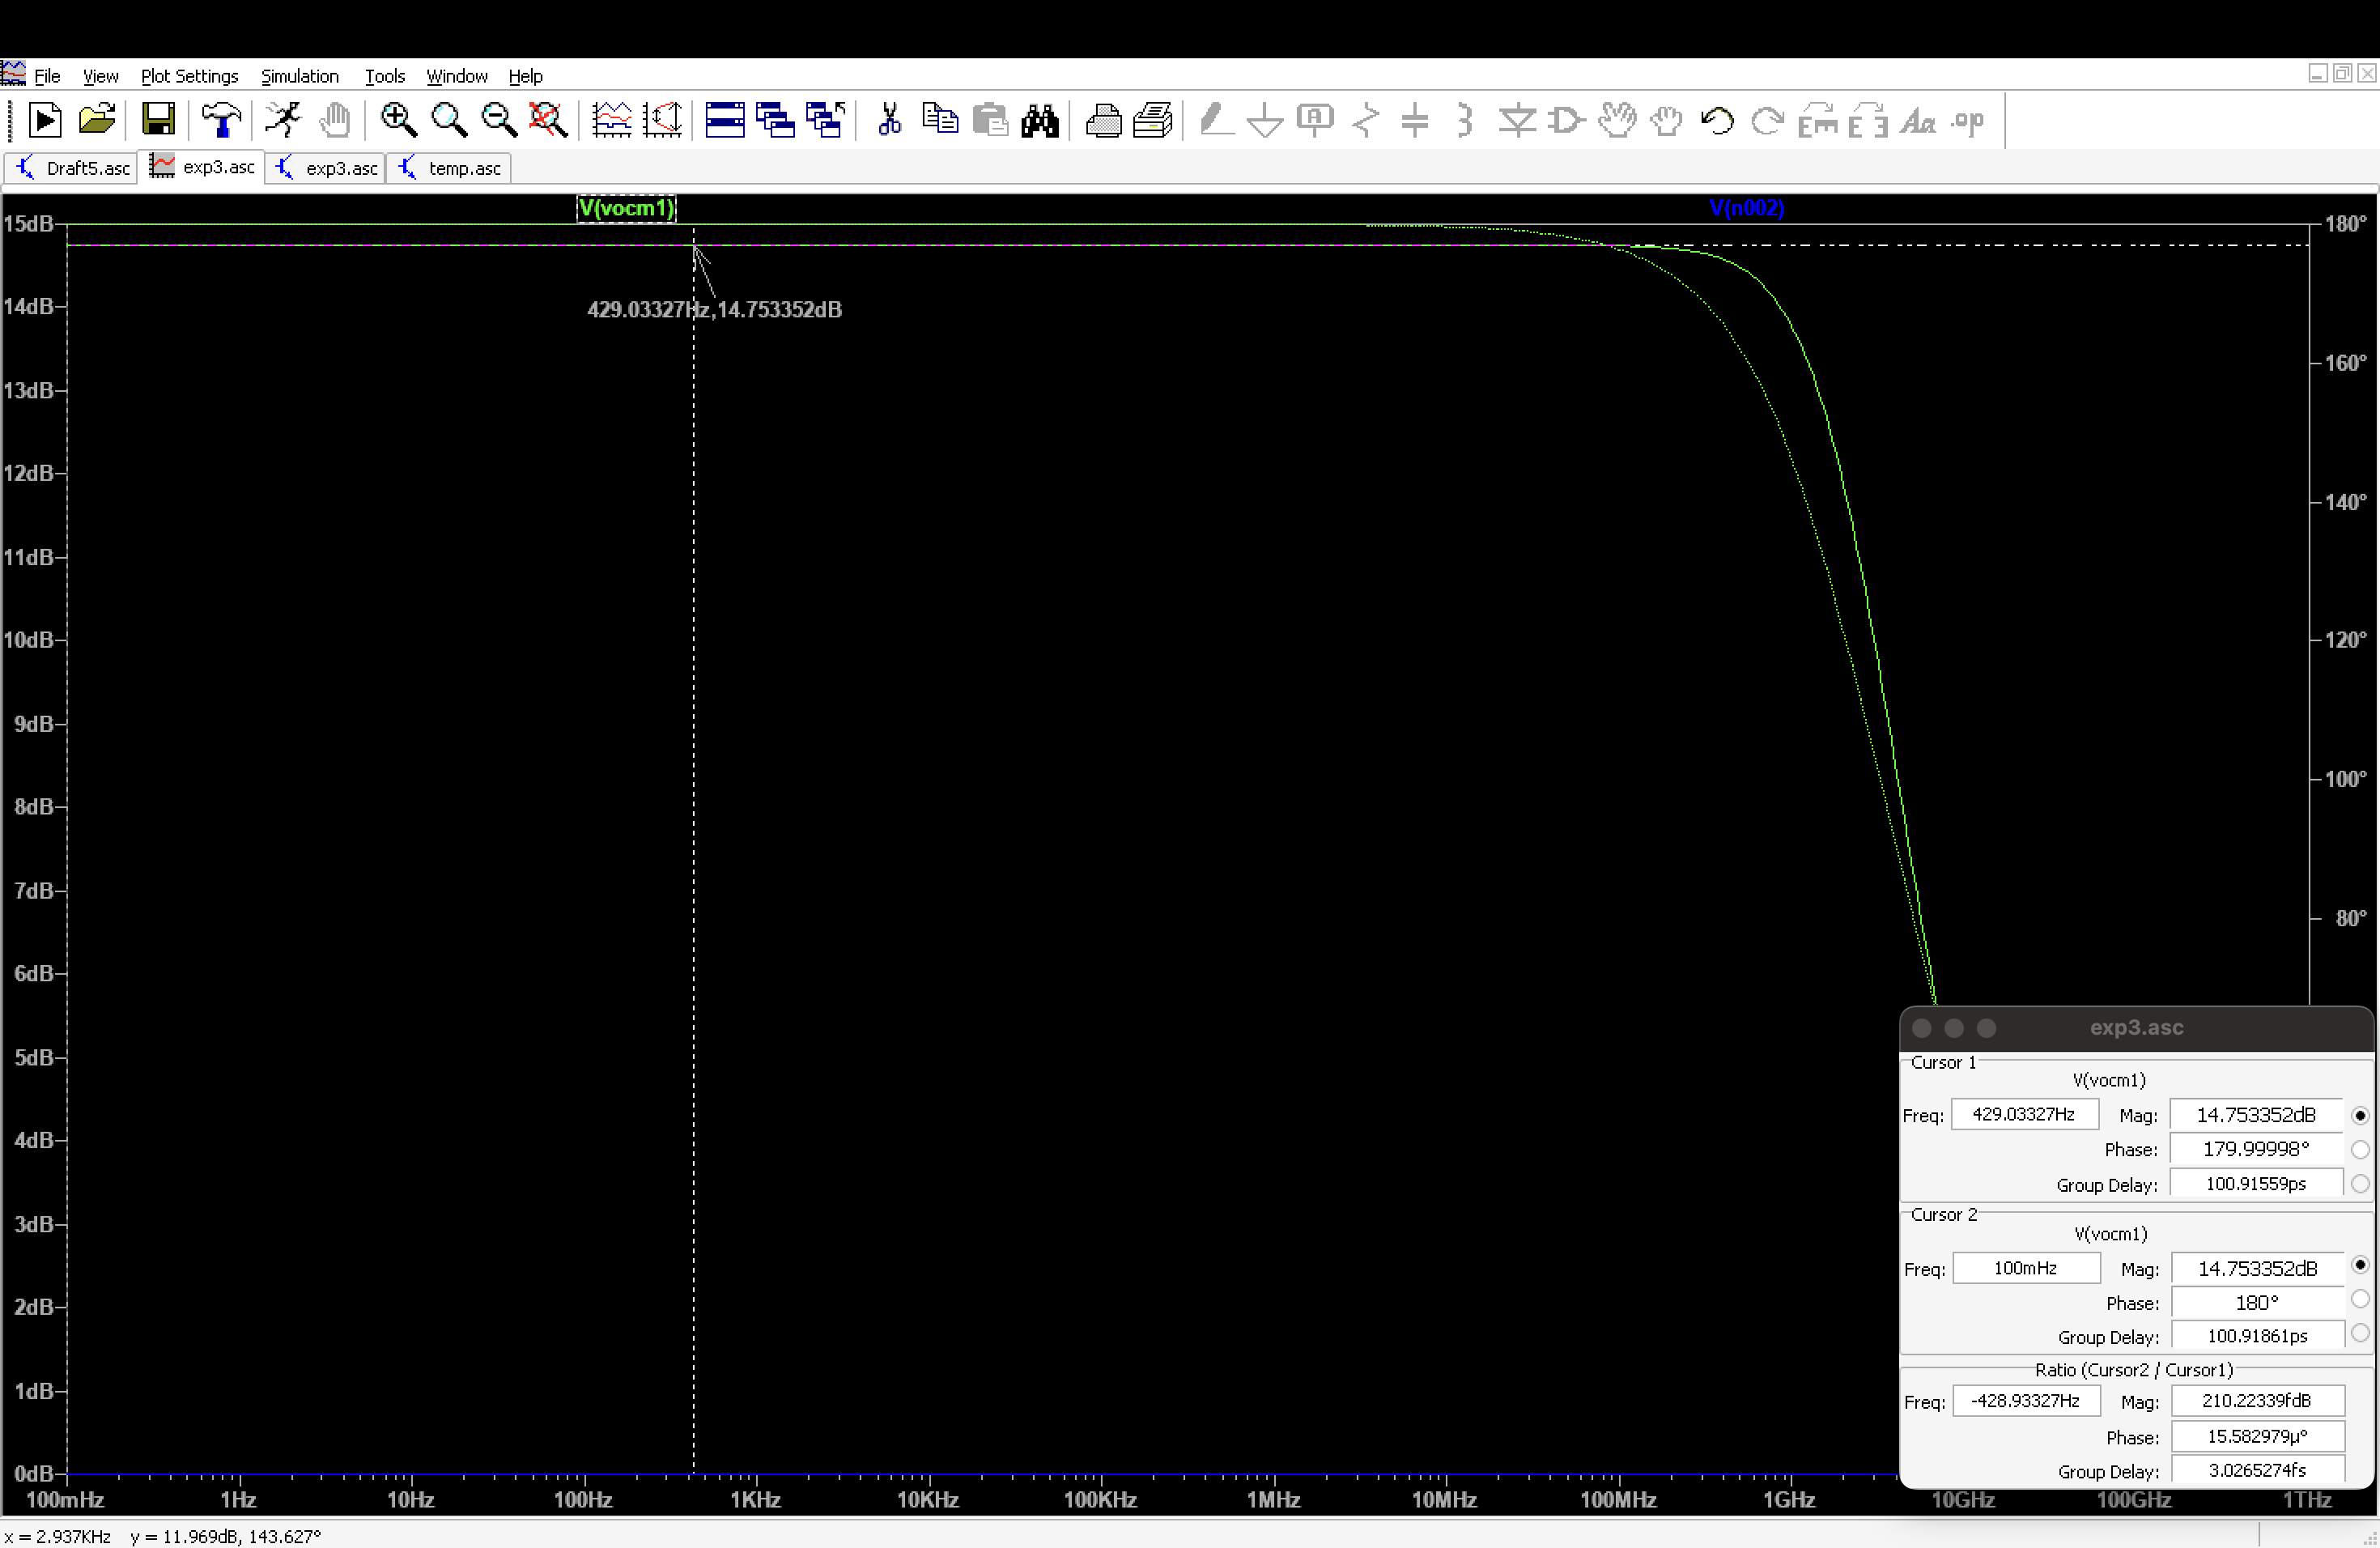 File View Plot Settings Simulation Tools Window Help
A Aa .op
Draft5.asc exp3.asc exp3.asc temp.asc
V(vocm1) V(n002)
15dB 180°
429.03327Hz,14.753352dB
14dB
160°
13dB
12dB
140°
11dB
10dB 120°
9dB
100°
8dB
7dB
80°
6dB
exp3.asc
5dB
Cursor 1
V(vocm1)
Freq: 429.03327Hz Mag: 14.753352dB
4dB
Phase: 179.99998°
Group Delay: 100.91559ps
Cursor 2
3dB
V(vocm1)
Freq: 100mHz Mag: 14.753352dB
2dB
Phase: 180°
Group Delay: 100.91861ps
Ratio (Cursor2 / Cursor1)
1dB
Freq: -428.93327Hz Mag: 210.22339fdB
Phase: 15.582979µ°
Group Delay: 3.0265274fs
0dB
100mHz 1Hz 10Hz 100Hz 1KHz 10KHz 100KHz 1MHz 10MHz 100MHz 1GHz 10GHz 100GHz 1THz
x = 2.937KHz y = 11.969dB, 143.627°